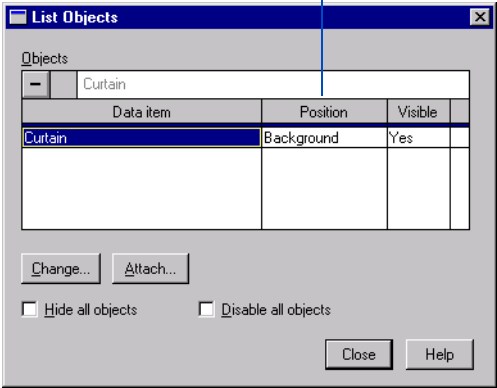 List Objects
Objects
Curtain
Data item Position Visible
Curtain Background Yes
Change... Attach...
Hide all objects Disable all objects
Close Help